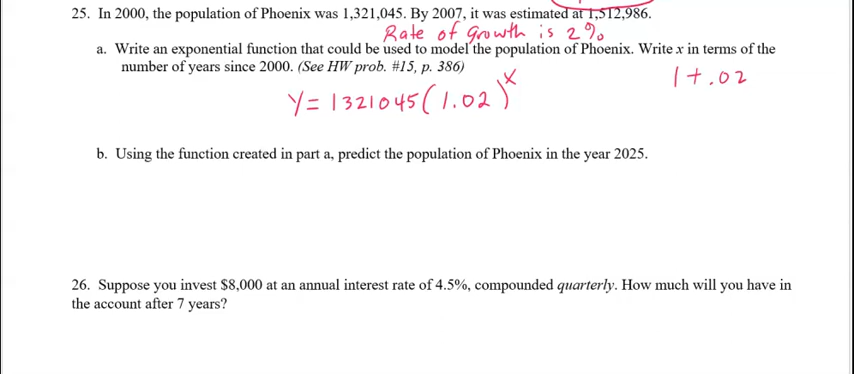 25. In 2000, the population of Phoenix was 1,321,045. By 2007, it was estimated at 1,512,986.
Rate of growth is 2%
a. Write an exponential function that could be used to model the population of Phoenix. Write x in terms of the
number of years since 2000. (See HW prob. #15, p. 386)
1+.02
Y=1321045(1.02)^x
b. Using the function created in part a, predict the population of Phoenix in the year 2025.
26. Suppose you invest $8,000 at an annual interest rate of 4.5%, compounded quarterly. How much will you have in
the account after 7 years?